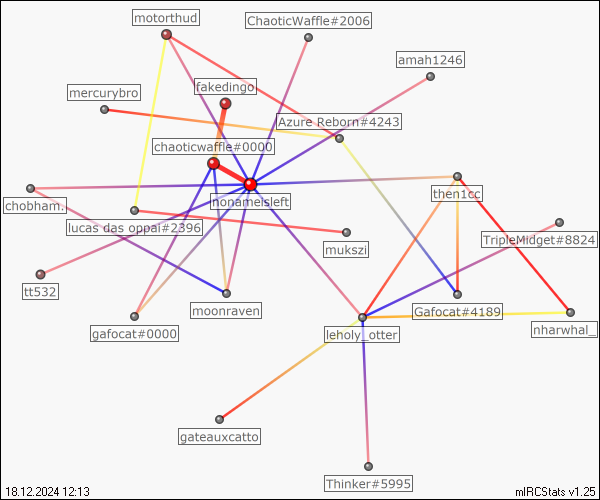 motorthud
ChaoticWaffle#2006
amah1246
fakedingo
mercurybro
Azure Reborn#4243
chaoticwaffle#0000
then1cc
nonameisleft
chobham.
lucas das oppai#2396
TripleMidget#8824
mukszi
tt532
moonraven
Gafocat#4189
gafocat#0000
leholy_otter
nharwhal_
gateauxcatto
Thinker#5995
18.12.2024 12:13
mIRCStats v1.25